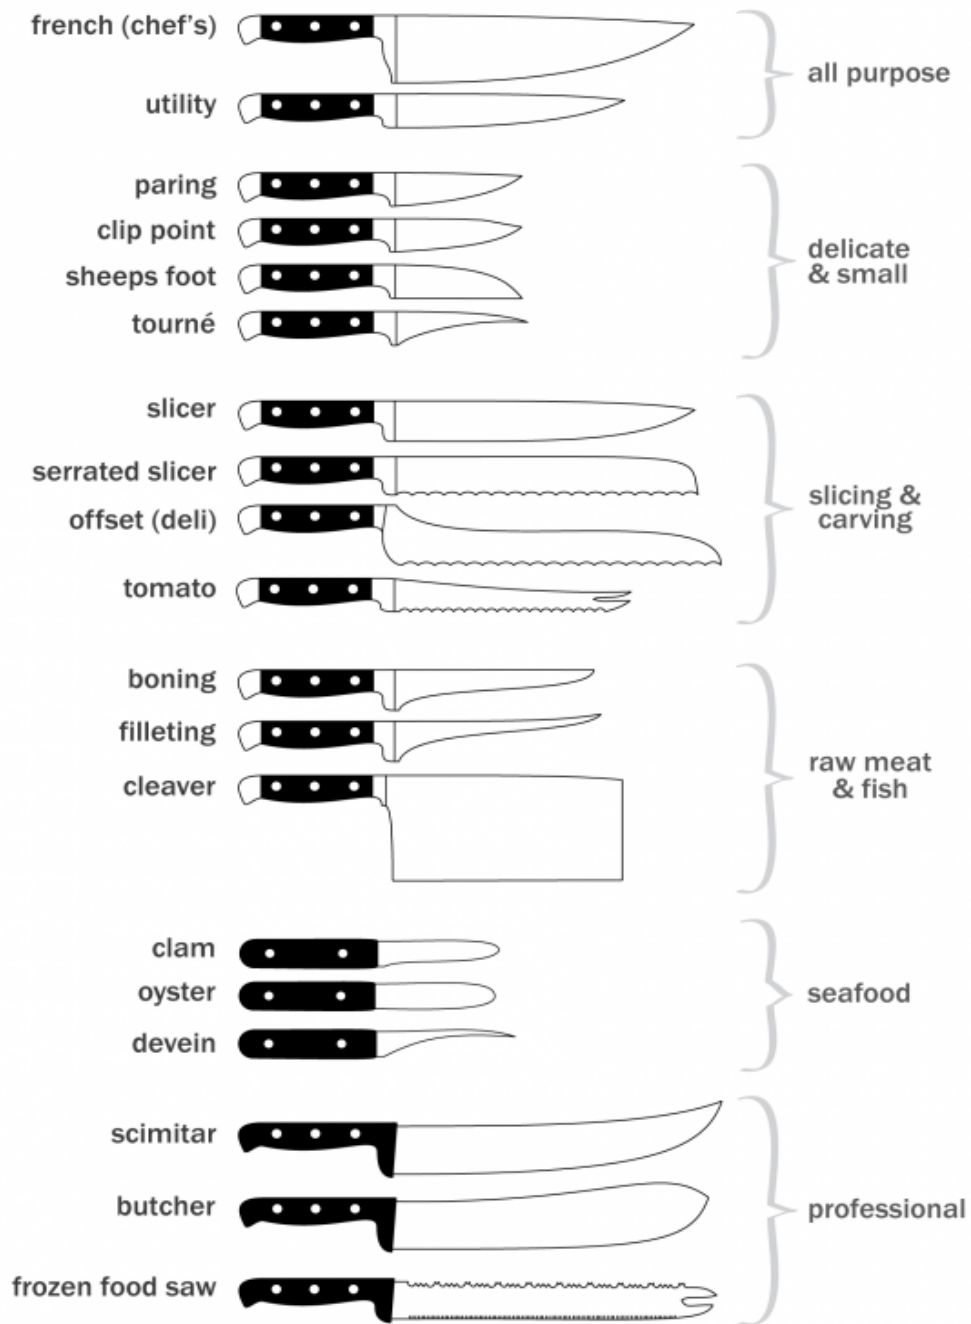 french (chef's)
all purpose
utility
paring
clip point
delicate
& small
sheeps foot
tourné
slicer
serrated slicer
slicing &
carving
offset (deli)
tomato
boning
filleting
raw meat
& fish
cleaver
clam
oyster
seafood
devein
scimitar
butcher
professional
frozen food saw